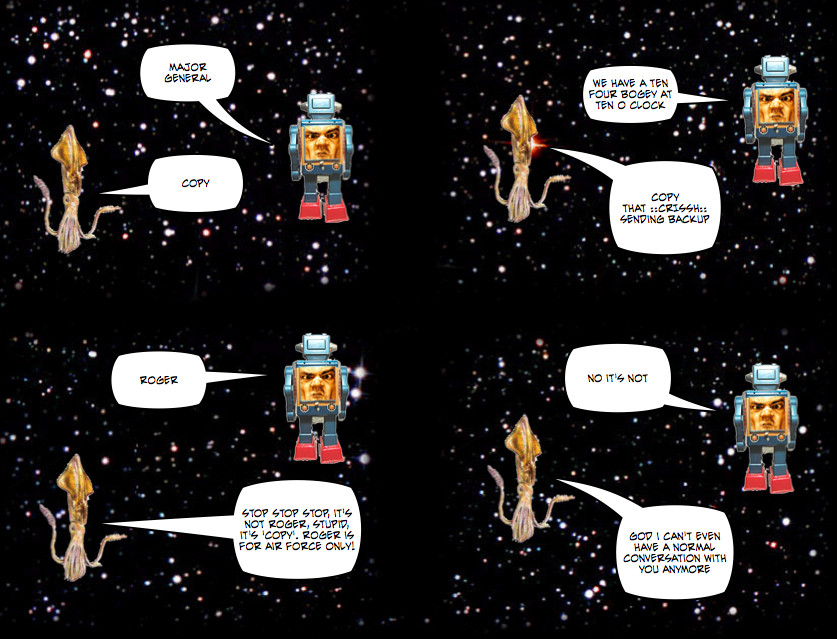 MAJOR
GENERAL
COPY
WE HAVE A TEN
FOUR BOGEY AT
TEN O CLOCK
COPY
THAT ::CRISSH::
SENDING BACKUP
ROGER
STOP STOP STOP, IT'S
NOT ROGER, STUPID,
IT'S 'COPY'. ROGER IS
FOR AIR FORCE ONLY!
NO IT'S NOT
GOD I CAN'T EVEN
HAVE A NORMAL
CONVERSATION WITH
YOU ANYMORE